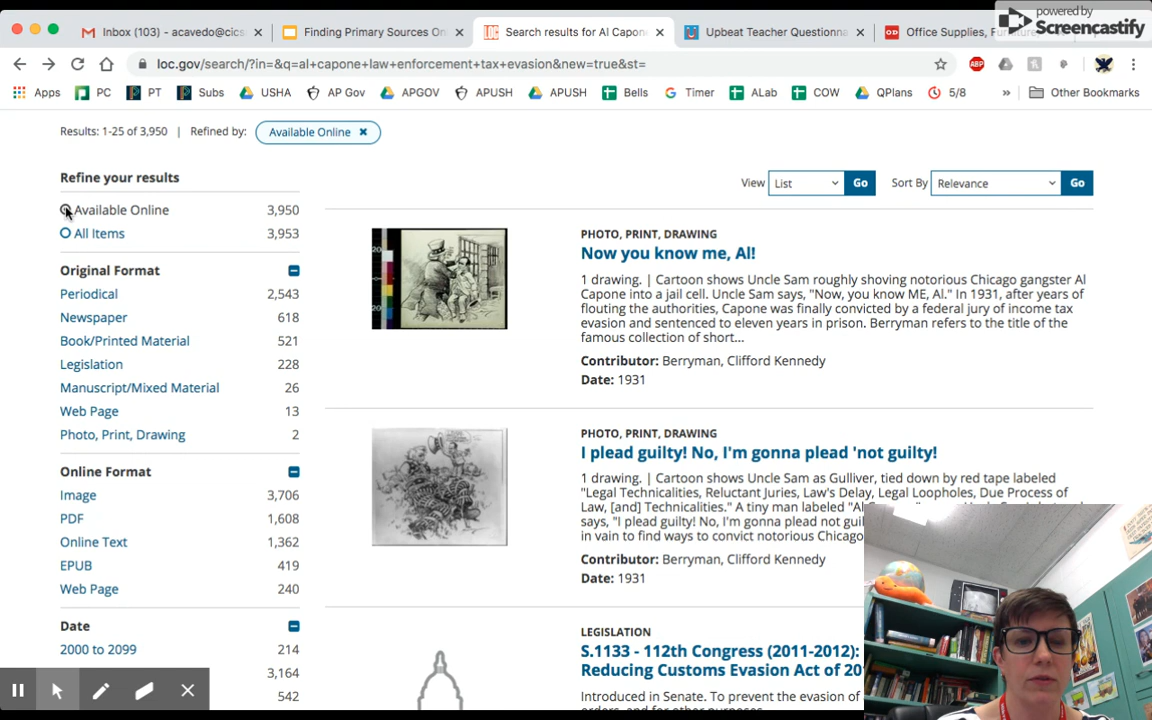 powered by
Screencastify
Inbox (103) - acavedo@cics
Finding Primary Sources On
Search results for Al Capone
Upbeat Teacher Questionna
Office Supplies, Furniture
loc.gov/search/?in=&q=al+capone+law+enforcement+tax+evasion&new=true&st=
ABP
Apps PC PT Subs USHA AP Gov APGOV APUSH APUSH Bells Timer ALab COW QPlans 5/8 » Other Bookmarks
Results: 1-25 of 3,950 | Refined by: Available Online ×
Refine your results
View List Go Sort By Relevance Go
Available Online 3,950
All Items 3,953
Original Format
Periodical 2,543
Newspaper 618
Book/Printed Material 521
Legislation 228
Manuscript/Mixed Material 26
Web Page 13
Photo, Print, Drawing 2
Online Format
Image 3,706
PDF 1,608
Online Text 1,362
EPUB 419
Web Page 240
Date
2000 to 2099 214
3,164
542
PHOTO, PRINT, DRAWING
Now you know me, Al!
1 drawing. | Cartoon shows Uncle Sam roughly shoving notorious Chicago gangster Al
Capone into a jail cell. Uncle Sam says, "Now, you know ME, Al." In 1931, after years of
flouting the authorities, Capone was finally convicted by a federal jury of income tax
evasion and sentenced to eleven years in prison. Berryman refers to the title of the
famous collection of short...
Contributor: Berryman, Clifford Kennedy
Date: 1931
PHOTO, PRINT, DRAWING
I plead guilty! No, I'm gonna plead 'not guilty!
1 drawing. | Cartoon shows Uncle Sam as Gulliver, tied down by red tape labeled
"Legal Technicalities, Reluctant Juries, Law's Delay, Legal Loopholes, Due Process of
Law, [and] Technicalities." A tiny man labeled "Al
says, "I plead guilty! No, I'm gonna plead not gui
in vain to find ways to convict notorious Chicago
Contributor: Berryman, Clifford Kennedy
Date: 1931
LEGISLATION
S.1133 - 112th Congress (2011-2012):
Reducing Customs Evasion Act of 20
Introduced in Senate. To prevent the evasion of
orders, and for other purposes